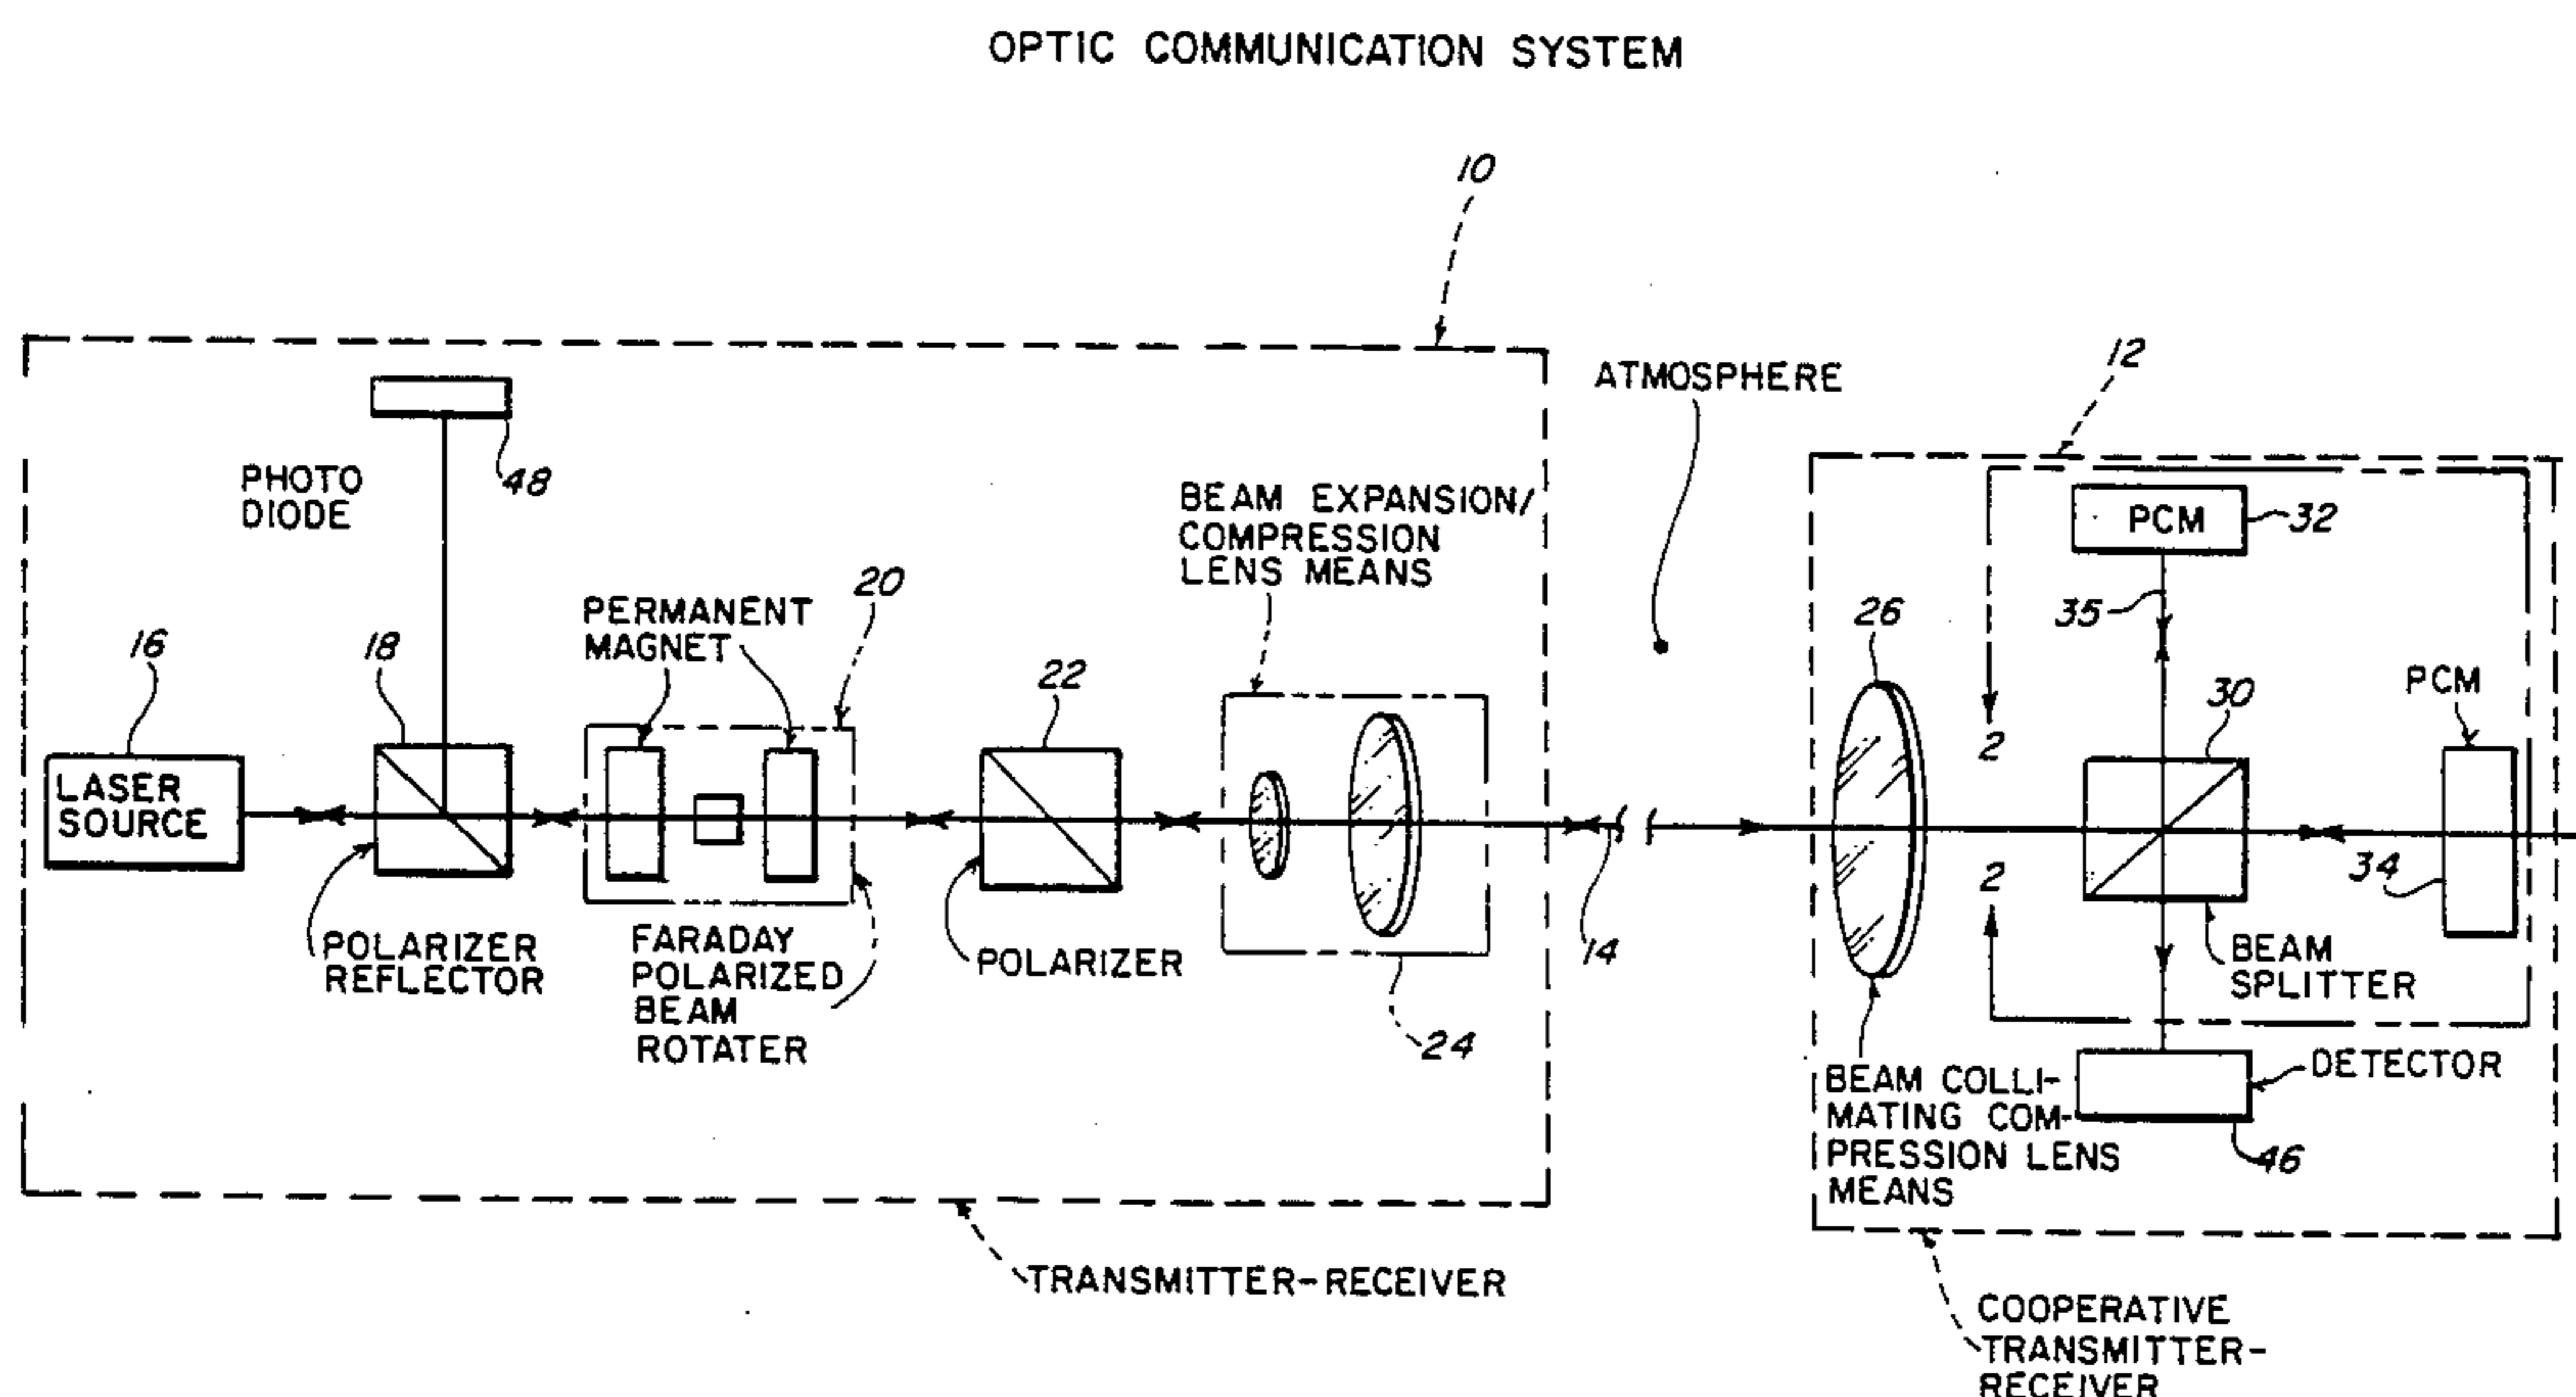 OPTIC COMMUNICATION SYSTEM
10
12
ATMOSPHERE
PHOTO
DIODE
48
BEAM EXPANSION/
COMPRESSION
LENS MEANS
PCM
32
35
26
PERMANENT
MAGNET
20
16
18
22
30
PCM
2
LASER
SOURCE
2
34
14
POLARIZER
REFLECTOR
FARADAY
POLARIZED
BEAM
ROTATER
POLARIZER
24
BEAM
SPLITTER
DETECTOR
46
BEAM COLLI-
MATING COM-
PRESSION LENS
MEANS
TRANSMITTER-RECEIVER
COOPERATIVE
TRANSMITTER-
RECEIVER